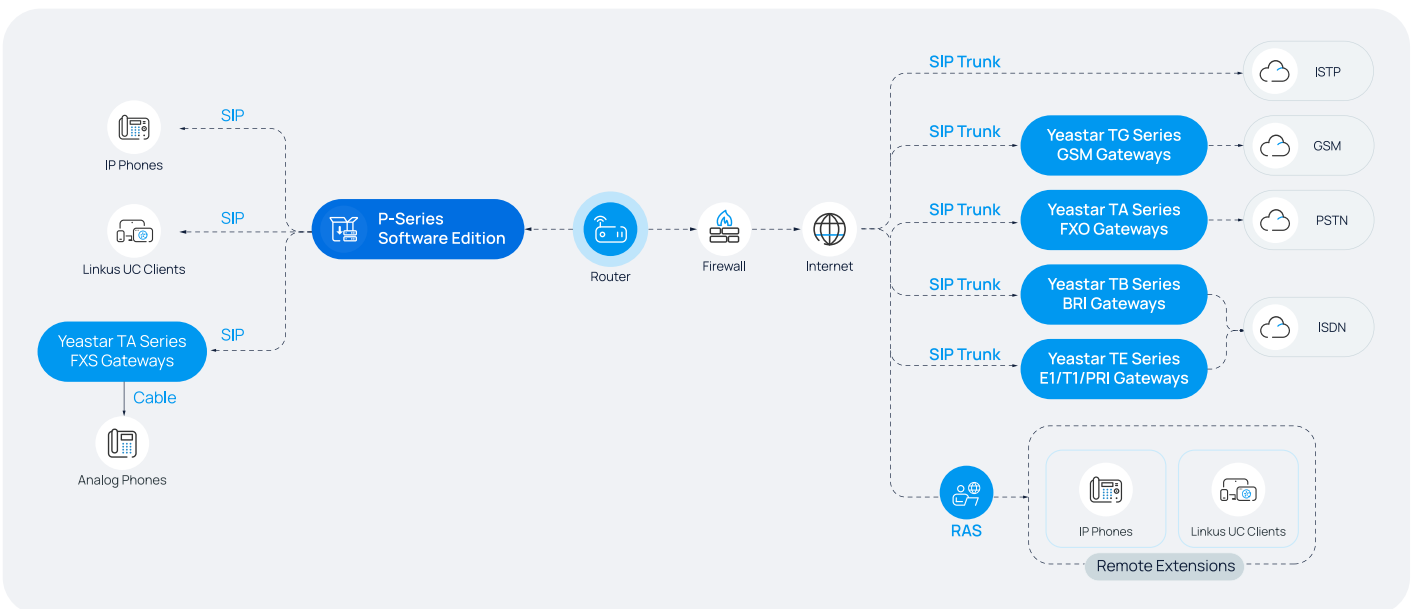 SIP
IP Phones
SIP
Linkus UC Clients
SIP
Yeastar TA Series
FXS Gateways
Cable
Analog Phones
P-Series
Software Edition
Router
Firewall
Internet
SIP Trunk
ISTP
SIP Trunk
Yeastar TG Series
GSM Gateways
GSM
SIP Trunk
Yeastar TA Series
FXO Gateways
PSTN
SIP Trunk
Yeastar TB Series
BRI Gateways
SIP Trunk
Yeastar TE Series
E1/T1/PRI Gateways
ISDN
RAS
IP Phones
Linkus UC Clients
Remote Extensions